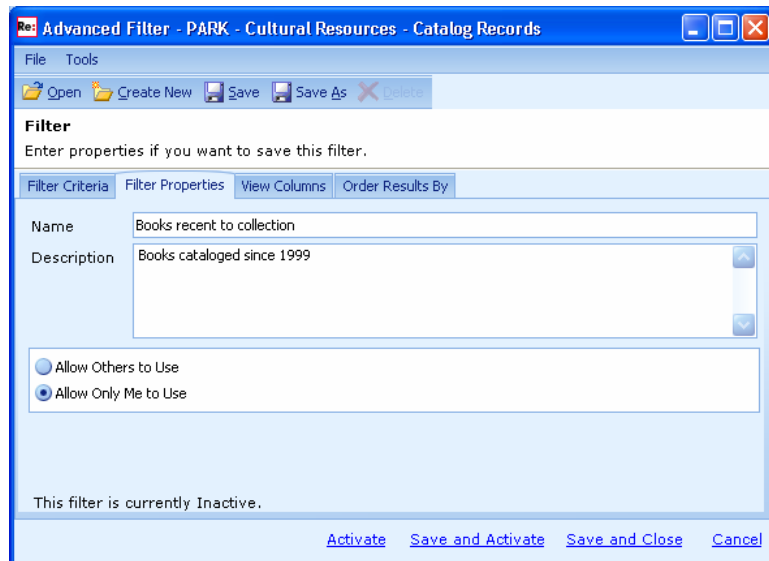 Re: Advanced Filter - PARK - Cultural Resources - Catalog Records
File Tools
Open Create New Save Save As Delete
Filter
Enter properties if you want to save this filter.
Filter Criteria Filter Properties View Columns Order Results By
Name Books recent to collection
Description Books cataloged since 1999
Allow Others to Use
Allow Only Me to Use
This filter is currently Inactive.
Activate Save and Activate Save and Close Cancel